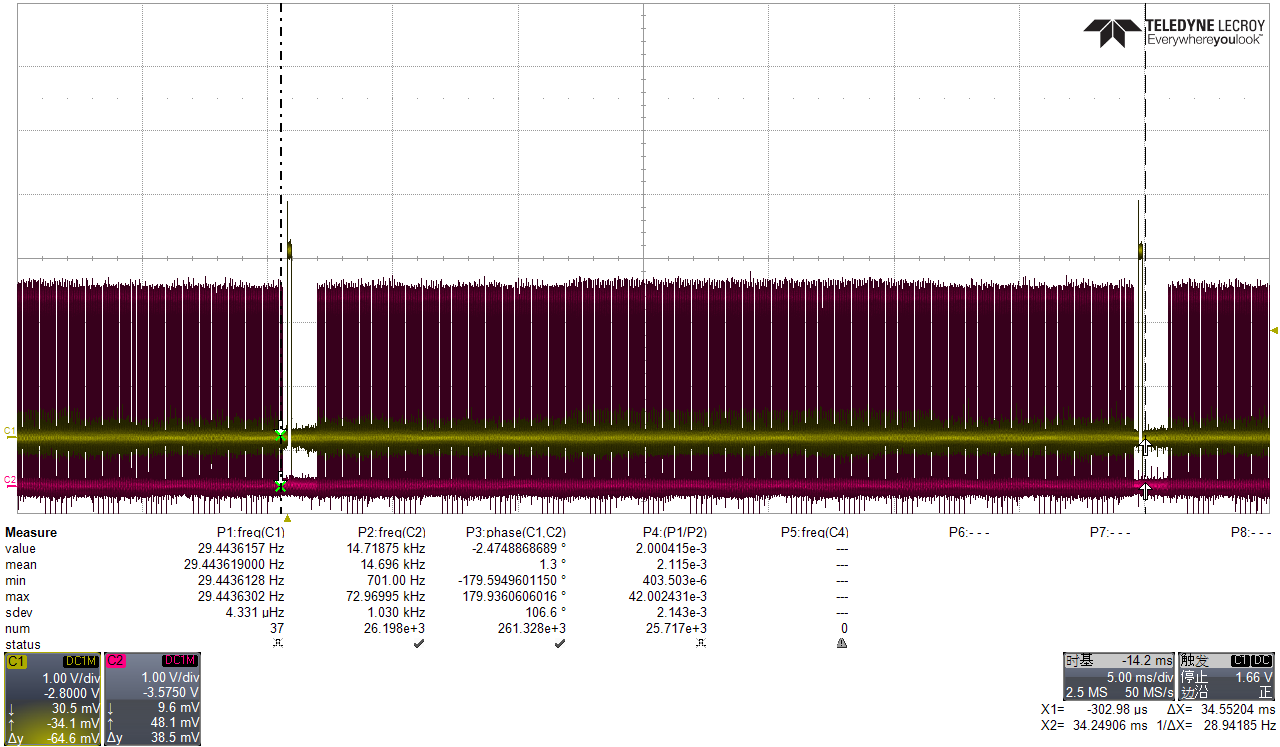 TELEDYNE LECROY
Everywhereyoulook™
C1
C2
Measure P1:freq(C1) P2:freq(C2) P3:phase(C1,C2) P4:(P1/P2) P5:freq(C4) P6:- - - P7:- - - P8:- - -
value 29.4436157 Hz 14.71875 kHz -2.4748868689 ° 2.000415e-3 ---
mean 29.443619000 Hz 14.696 kHz 1.3 ° 2.115e-3 ---
min 29.4436128 Hz 701.00 Hz -179.5949601150 ° 403.503e-6 ---
max 29.4436302 Hz 72.96995 kHz 179.9360606016 ° 42.002431e-3 ---
sdev 4.331 µHz 1.030 kHz 106.6 ° 2.143e-3 ---
num 37 26.198e+3 261.328e+3 25.717e+3 0
status
C1 DC1M
1.00 V/div
-2.8000 V
↓ 30.5 mV
↑ -34.1 mV
Δy -64.6 mV
C2 DC1M
1.00 V/div
-3.5750 V
↓ 9.6 mV
↑ 48.1 mV
Δy 38.5 mV
时基 -14.2 ms
5.00 ms/div
2.5 MS 50 MS/s
触发 C1 DC
停止 1.66 V
边沿 正
X1= -302.98 µs ΔX= 34.55204 ms
X2= 34.24906 ms 1/ΔX= 28.94185 Hz